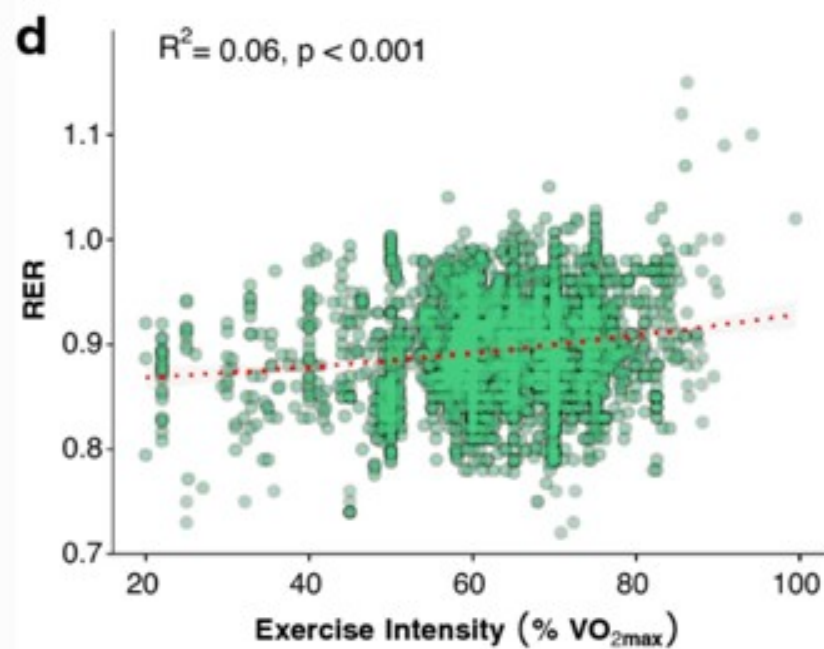 d
R²= 0.06, p < 0.001
RER
1.1
1.0
0.9
0.8
0.7
20 40 60 80 100
Exercise Intensity (% VO₂max)